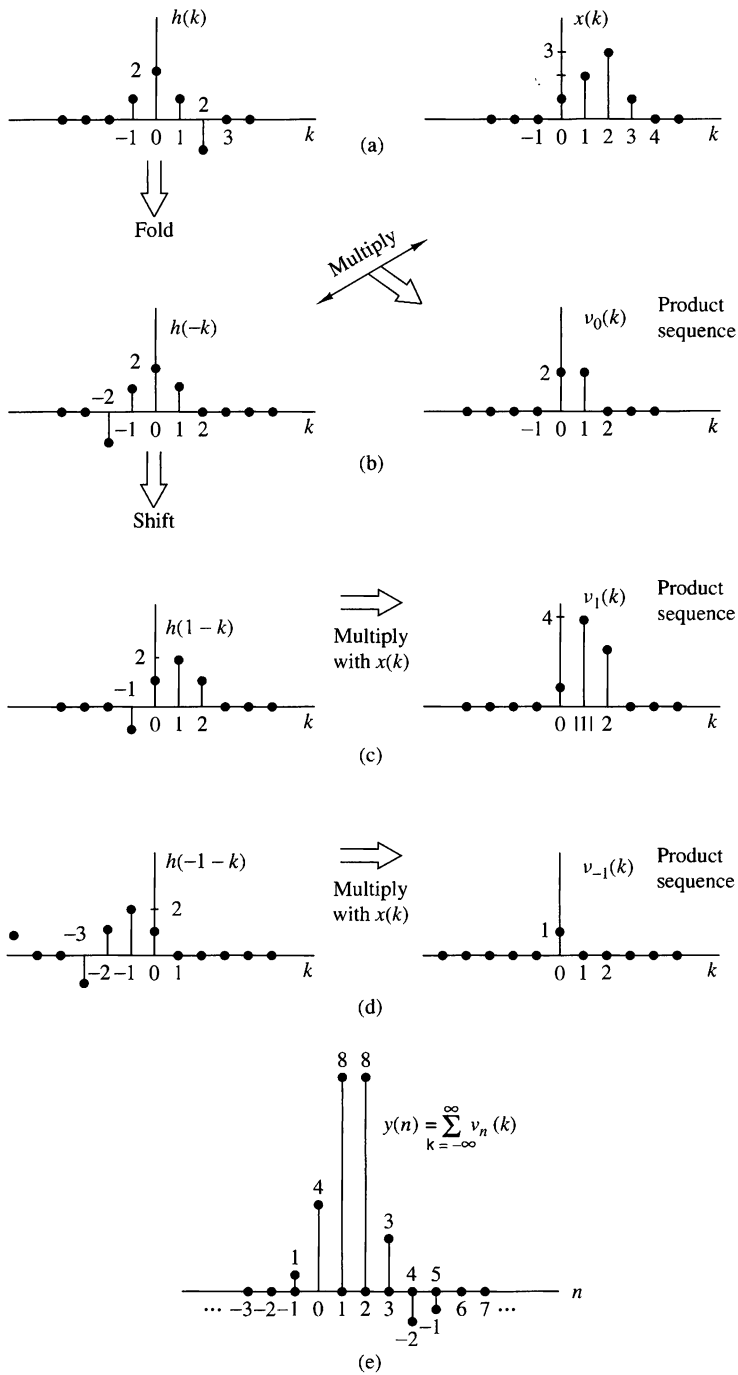 h(k)
x(k)
2
2
3
−1 0 1 3 k
−1 0 1 2 3 4 k
(a)
Fold
Multiply
h(−k)
2
−2
−1 0 1 2 k
ν0(k)
Product
sequence
2
−1 0 1 2 k
(b)
Shift
h(1 − k)
2
−1
0 1 2 k
Multiply
with x(k)
ν1(k)
Product
sequence
4
0 |1| 2 k
(c)
h(−1 − k)
2
−3
−2 −1 0 1 k
Multiply
with x(k)
ν−1(k)
Product
sequence
1
0 1 2 k
(d)
8 8
y(n) = ∑ νn (k)
∞
k = −∞
4
3
1
4 5
n
··· −3 −2 −1 0 1 2 3 6 7 ···
−2 −1
(e)